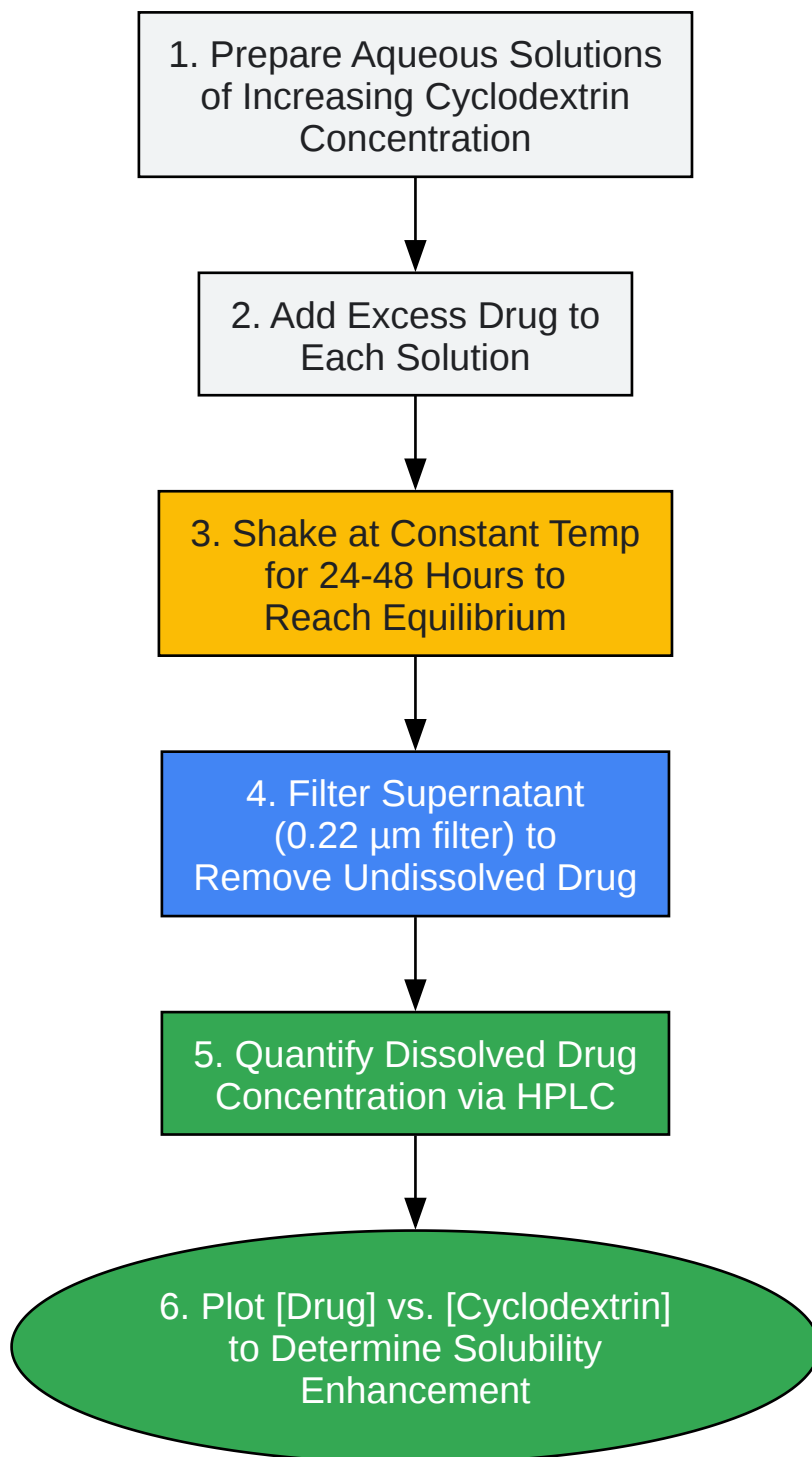 1. Prepare Aqueous Solutions
of Increasing Cyclodextrin
Concentration
2. Add Excess Drug to
Each Solution
3. Shake at Constant Temp
for 24-48 Hours to
Reach Equilibrium
4. Filter Supernatant
(0.22 µm filter) to
Remove Undissolved Drug
5. Quantify Dissolved Drug
Concentration via HPLC
6. Plot [Drug] vs. [Cyclodextrin]
to Determine Solubility
Enhancement